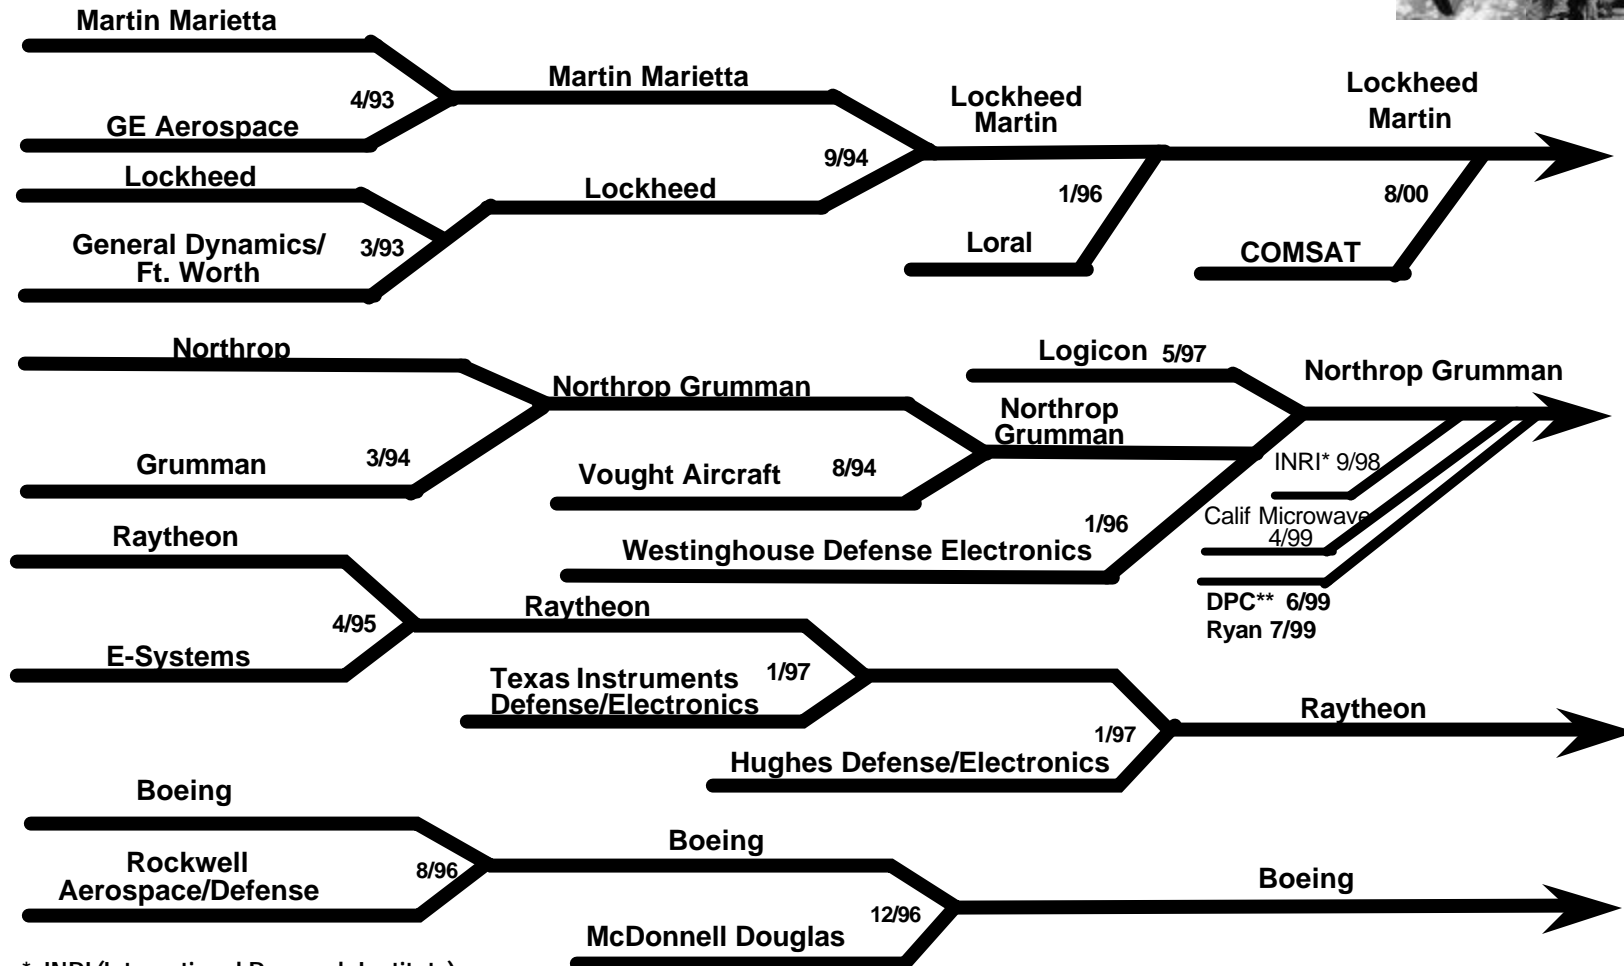 Martin Marietta
4/93
GE Aerospace
Martin Marietta
Lockheed
3/93
General Dynamics/
Ft. Worth
Lockheed
9/94
Lockheed
Martin
1/96
Loral
Lockheed
Martin
8/00
COMSAT
Northrop
Grumman
3/94
Northrop Grumman
Vought Aircraft
8/94
Northrop
Grumman
Logicon 5/97
1/96
Westinghouse Defense Electronics
Northrop Grumman
INRI* 9/98
Calif Microwave
4/99
DPC** 6/99
Ryan 7/99
Raytheon
4/95
E-Systems
Raytheon
Texas Instruments
Defense/Electronics
1/97
1/97
Hughes Defense/Electronics
Raytheon
Boeing
Rockwell
Aerospace/Defense
8/96
Boeing
12/96
McDonnell Douglas
Boeing
* INRI (International Research Institute)